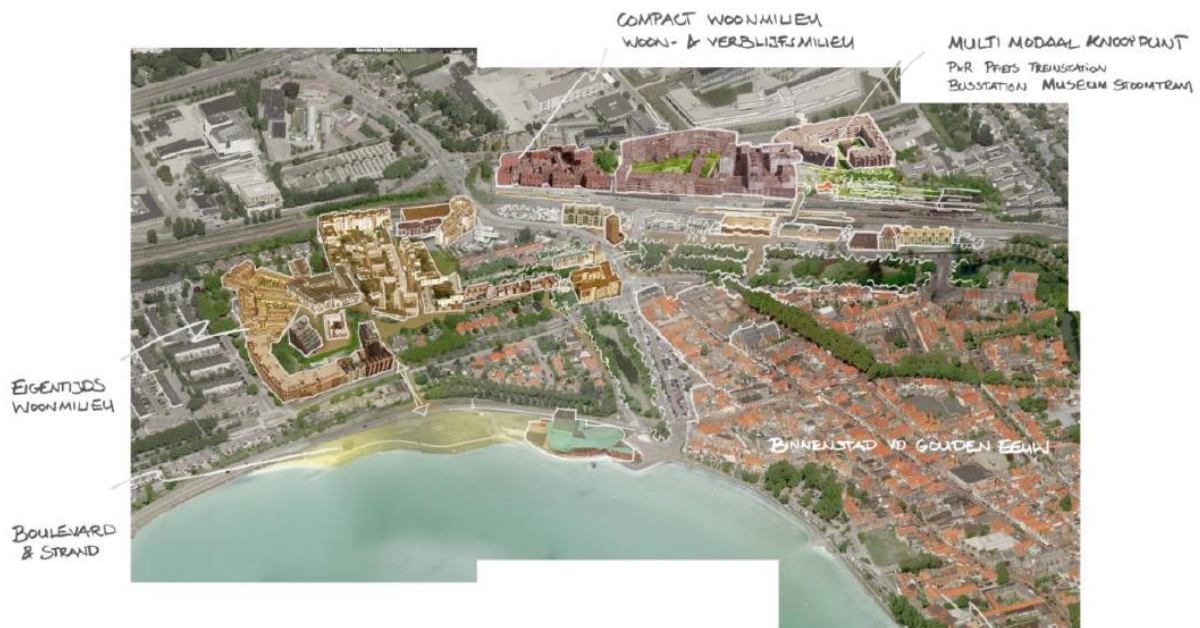 COMPACT WOONMILIEU
WOON- & VERBLIJFSMILIEU
MULTI MODAAL KNOOPPUNT
P&R PFIETS TREINSTATION
BUSSTATION MUSEUM STOOMTRAM
EIGENTIJDS
WOONMILIEU
BINNENSTAD VD GOUDEN EEUW
BOULEVARD
& STRAND